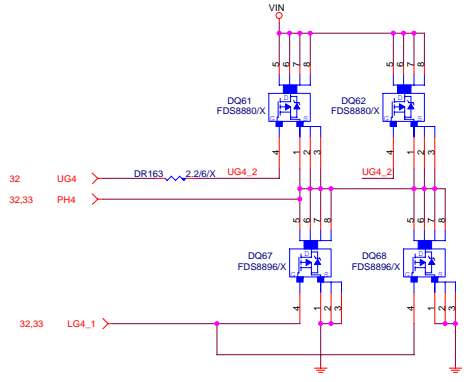 VIN
5 6 7 8 5 6 7 8
D D
DQ61 DQ62
FDS8880/X FDS8880/X
G S G S
4 1 2 3 4 1 2 3
32 UG4 DR163 2.2/6/X UG4_2 UG4_2
32,33 PH4
5 6 7 8 5 6 7 8
D D
DQ67 DQ68
FDS8896/X FDS8896/X
G S G S
4 1 2 3 4 1 2 3
32,33 LG4_1